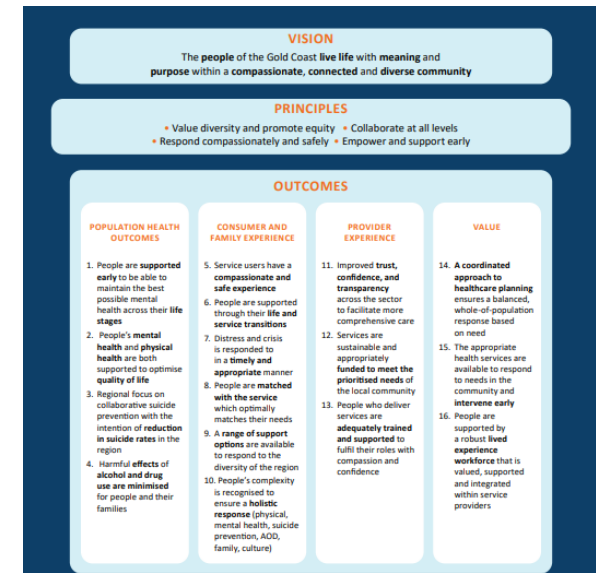 VISION
The people of the Gold Coast live life with meaning and
purpose within a compassionate, connected and diverse community
PRINCIPLES
• Value diversity and promote equity • Collaborate at all levels
• Respond compassionately and safely • Empower and support early
OUTCOMES
POPULATION HEALTH
OUTCOMES
1. People are supported
early to be able to
maintain the best
possible mental
health across their life
stages
2. People's mental
health and physical
health are both
supported to optimise
quality of life
3. Regional focus on
collaborative suicide
prevention with the
intention of reduction
in suicide rates in the
region
4. Harmful effects of
alcohol and drug
use are minimised
for people and their
families
CONSUMER AND
FAMILY EXPERIENCE
5. Service users have a
compassionate and
safe experience
6. People are supported
through their life and
service transitions
7. Distress and crisis
is responded to
in a timely and
appropriate manner
8. People are matched
with the service
which optimally
matches their needs
9. A range of support
options are available
to respond to the
diversity of the region
10. People's complexity
is recognised to
ensure a holistic
response (physical,
mental health, suicide
prevention, AOD,
family, culture)
PROVIDER
EXPERIENCE
11. Improved trust,
confidence, and
transparency
across the sector
to facilitate more
comprehensive care
12. Services are
sustainable and
appropriately
funded to meet the
prioritised needs of
the local community
13. People who deliver
services are
adequately trained
and supported to
fulfil their roles with
compassion and
confidence
VALUE
14. A coordinated
approach to
healthcare planning
ensures a balanced,
whole-of-population
response based
on need
15. The appropriate
health services are
available to respond
to needs in the
community and
intervene early
16. People are
supported by
a robust lived
experience
workforce that is
valued, supported
and integrated
within service
providers